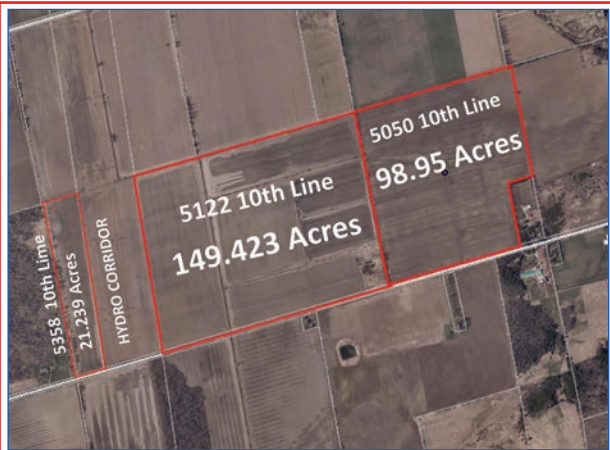 5358 10th Lime
21.239 Acres
HYDRO CORRIDOR
5122 10th Line
149.423 Acres
5050 10th Line
98.95 Acres